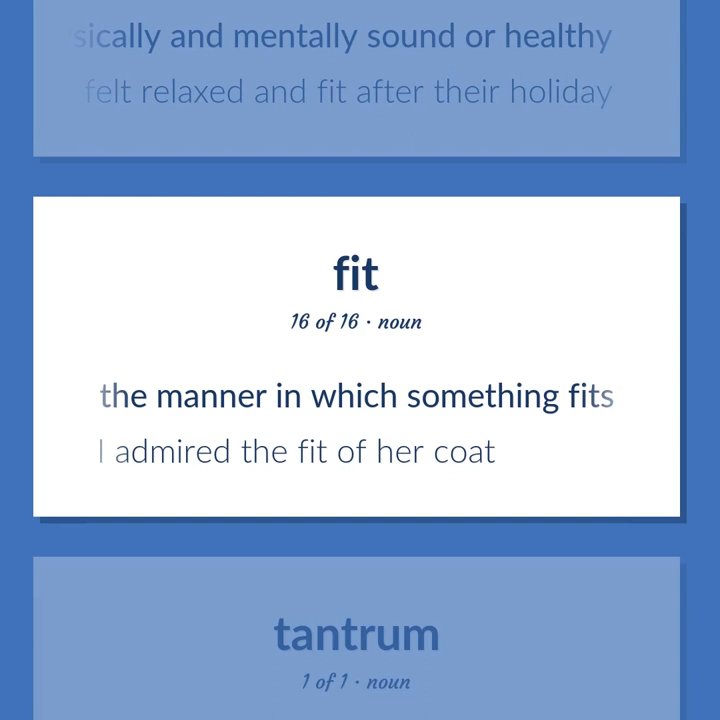 sically and mentally sound or healthy
felt relaxed and fit after their holiday
fit
16 of 16 · noun
the manner in which something fits
I admired the fit of her coat
tantrum
1 of 1 · noun